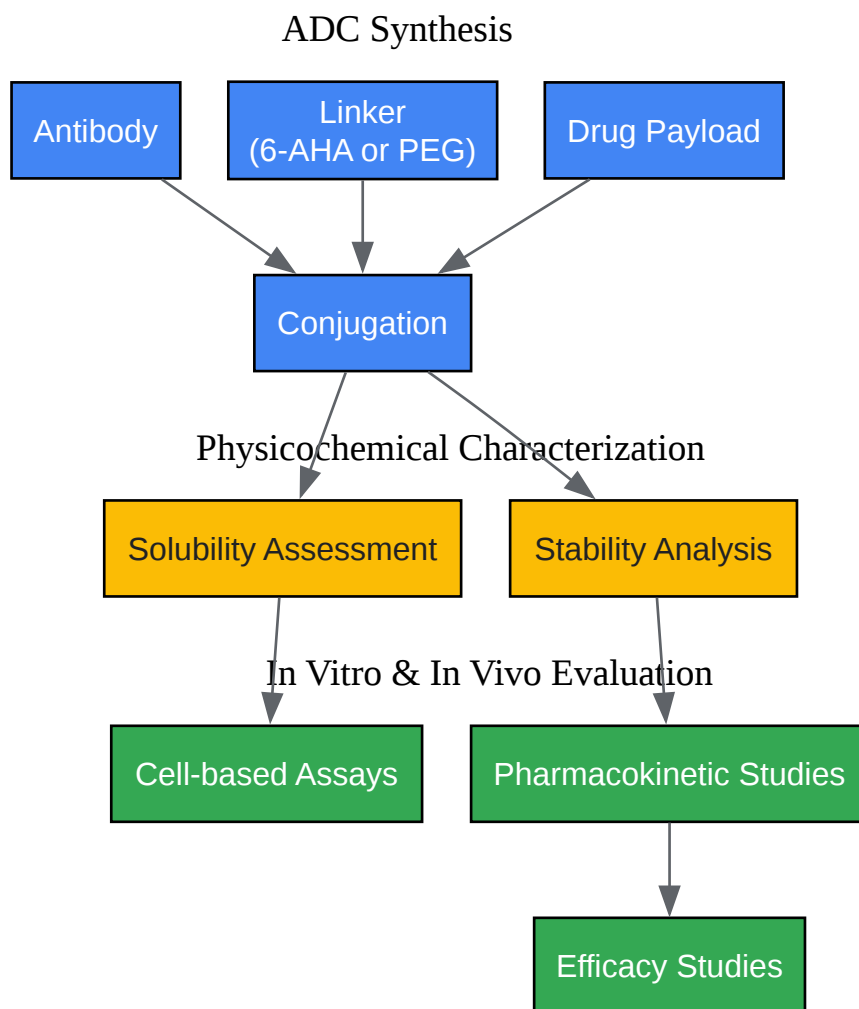 ADC Synthesis
Antibody
Linker
(6-AHA or PEG)
Drug Payload
Conjugation
Physicochemical Characterization
Solubility Assessment
Stability Analysis
In Vitro & In Vivo Evaluation
Cell-based Assays
Pharmacokinetic Studies
Efficacy Studies